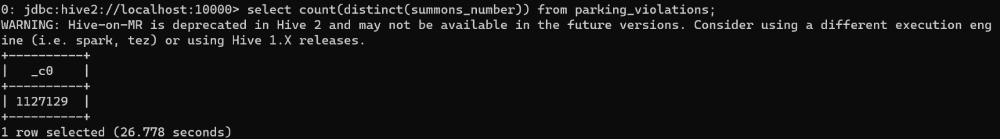 0: jdbc:hive2://localhost:10000> select count(distinct(summons_number)) from parking_violations;
WARNING: Hive-on-MR is deprecated in Hive 2 and may not be available in the future versions. Consider using a different execution eng
ine (i.e. spark, tez) or using Hive 1.X releases.
+----------+
|   _c0    |
+----------+
| 1127129  |
+----------+
1 row selected (26.778 seconds)